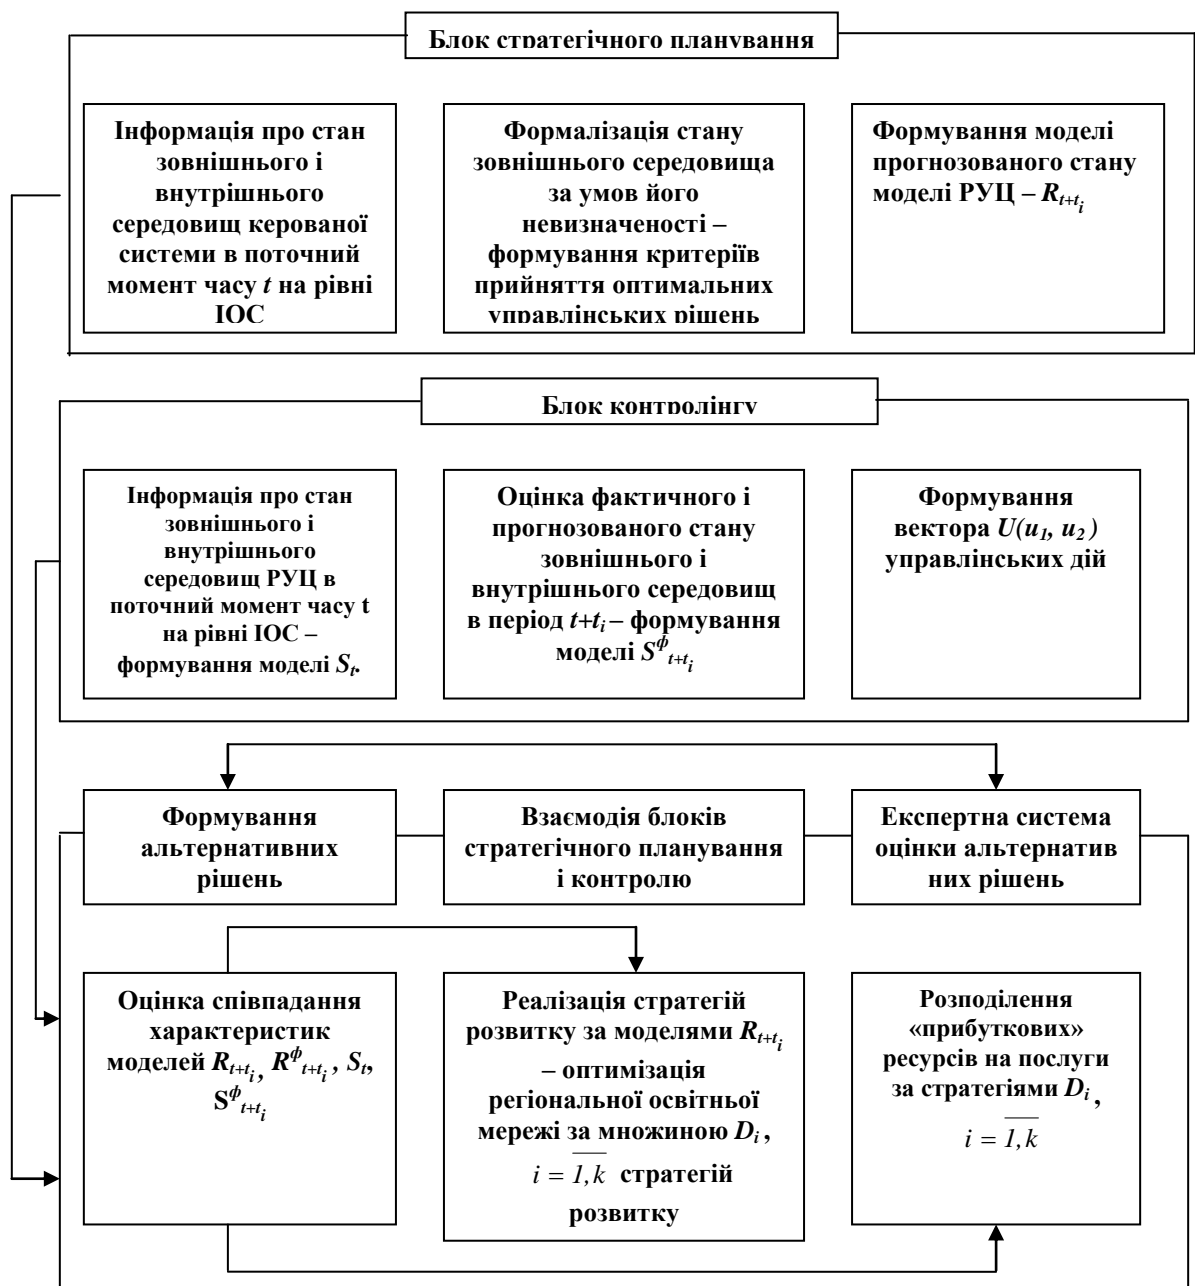 Блок стратегічного планування
Інформація про стан
зовнішнього і
внутрішнього
середовищ керованої
системи в поточний
момент часу t на рівні
ІОС
Формалізація стану
зовнішнього середовища
за умов його
невизначеності –
формування критеріїв
прийняття оптимальних
управлінських рішень
Формування моделі
прогнозованого стану
моделі РУЦ – R_{t+t_i}
Блок контролінгу
Інформація про стан
зовнішнього і
внутрішнього
середовищ РУЦ в
поточний момент часу t
на рівні ІОС –
формування моделі S_t.
Оцінка фактичного і
прогнозованого стану
зовнішнього і
внутрішнього середовищ
в період t+t_i – формування
моделі S^ф_{t+t_i}
Формування
вектора U(u_1, u_2 )
управлінських дій
Формування
альтернативних
рішень
Взаємодія блоків
стратегічного планування
і контролю
Експертна система
оцінки альтернатив
них рішень
Оцінка співпадання
характеристик
моделей R_{t+t_i}, R^ф_{t+t_i} , S_t,
S^ф_{t+t_i}
Реалізація стратегій
розвитку за моделями R_{t+t_i}
– оптимізація
регіональної освітньої
мережі за множиною D_i ,
i = \overline{1,k} стратегій
розвитку
Розподілення
«прибуткових»
ресурсів на послуги
за стратегіями D_i ,
i = \overline{1,k}